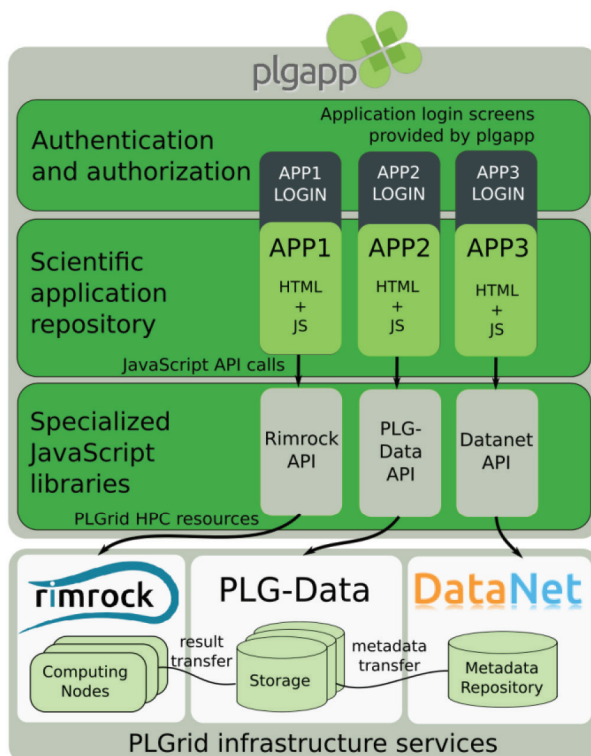 plgapp
Application login screens
provided by plgapp
Authentication
and authorization
APP1
LOGIN
APP2
LOGIN
APP3
LOGIN
Scientific
application
repository
APP1
HTML
+
JS
APP2
HTML
+
JS
APP3
HTML
+
JS
JavaScript API calls
Specialized
JavaScript
libraries
Rimrock
API
PLG-
Data
API
Datanet
API
PLGrid HPC resources
rimrock
PLG-Data
DataNet
Computing
Nodes
result
transfer
Storage
metadata
transfer
Metadata
Repository
PLGrid infrastructure services